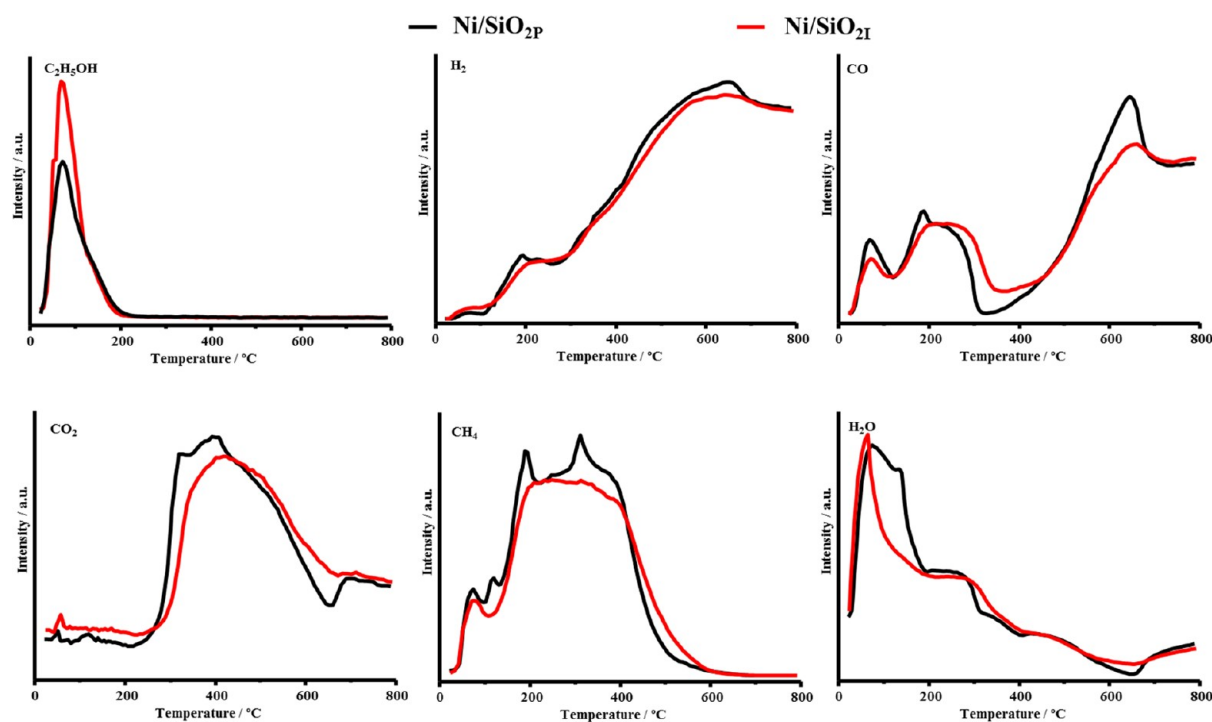 Ni/SiO2P Ni/SiO2I
C2H5OH
Intensity / a.u.
0 200 400 600 800
Temperature / °C
H2
Intensity / a.u.
0 200 400 600 800
Temperature / °C
CO
Intensity / a.u.
0 200 400 600 800
Temperature / °C
CO2
Intensity / a.u.
0 200 400 600 800
Temperature / °C
CH4
Intensity / a.u.
0 200 400 600 800
Temperature / °C
H2O
Intensity / a.u.
0 200 400 600 800
Temperature / °C